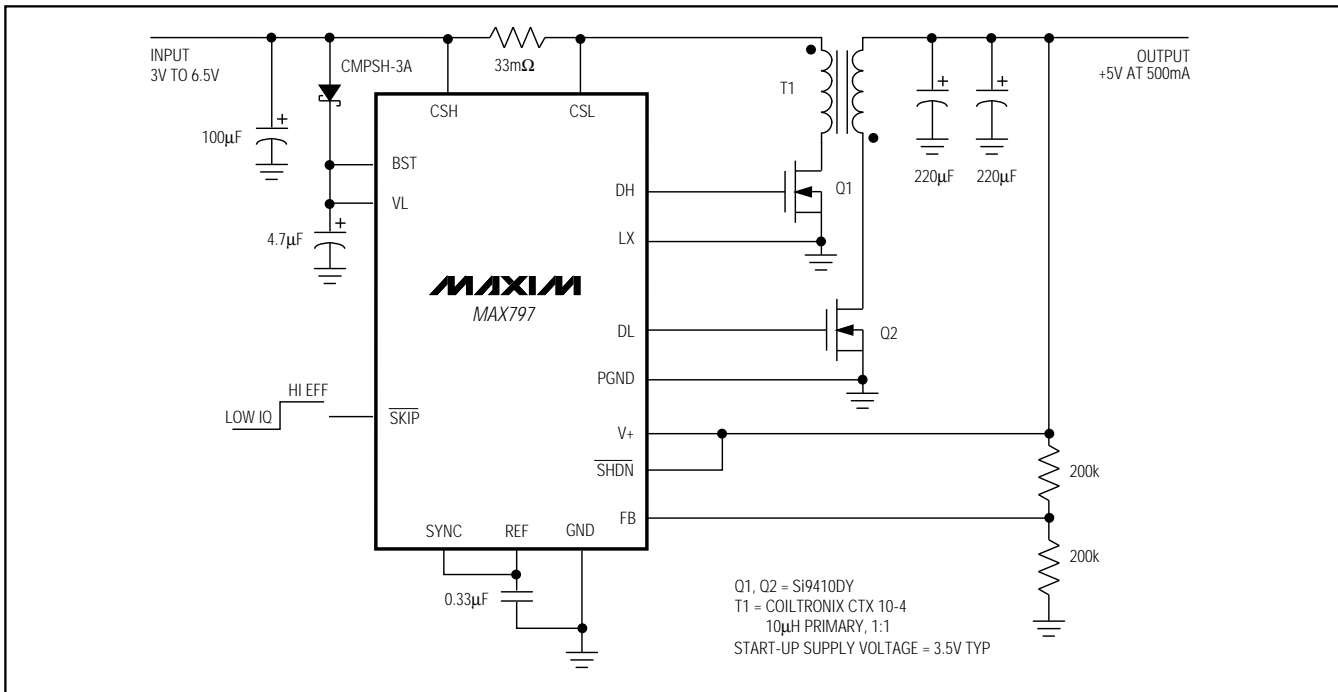 INPUT
3V TO 6.5V
CMPSH-3A
33mΩ
T1
OUTPUT
+5V AT 500mA
+
100µF
CSH
CSL
+
220µF
+
220µF
BST
VL
+
4.7µF
DH
Q1
LX
MAXIM
MAX797
DL
Q2
PGND
HI EFF
LOW IQ
SKIP
V+
SHDN
200k
FB
SYNC
REF
GND
200k
0.33µF
Q1, Q2 = Si9410DY
T1 = COILTRONIX CTX 10-4
10µH PRIMARY, 1:1
START-UP SUPPLY VOLTAGE = 3.5V TYP